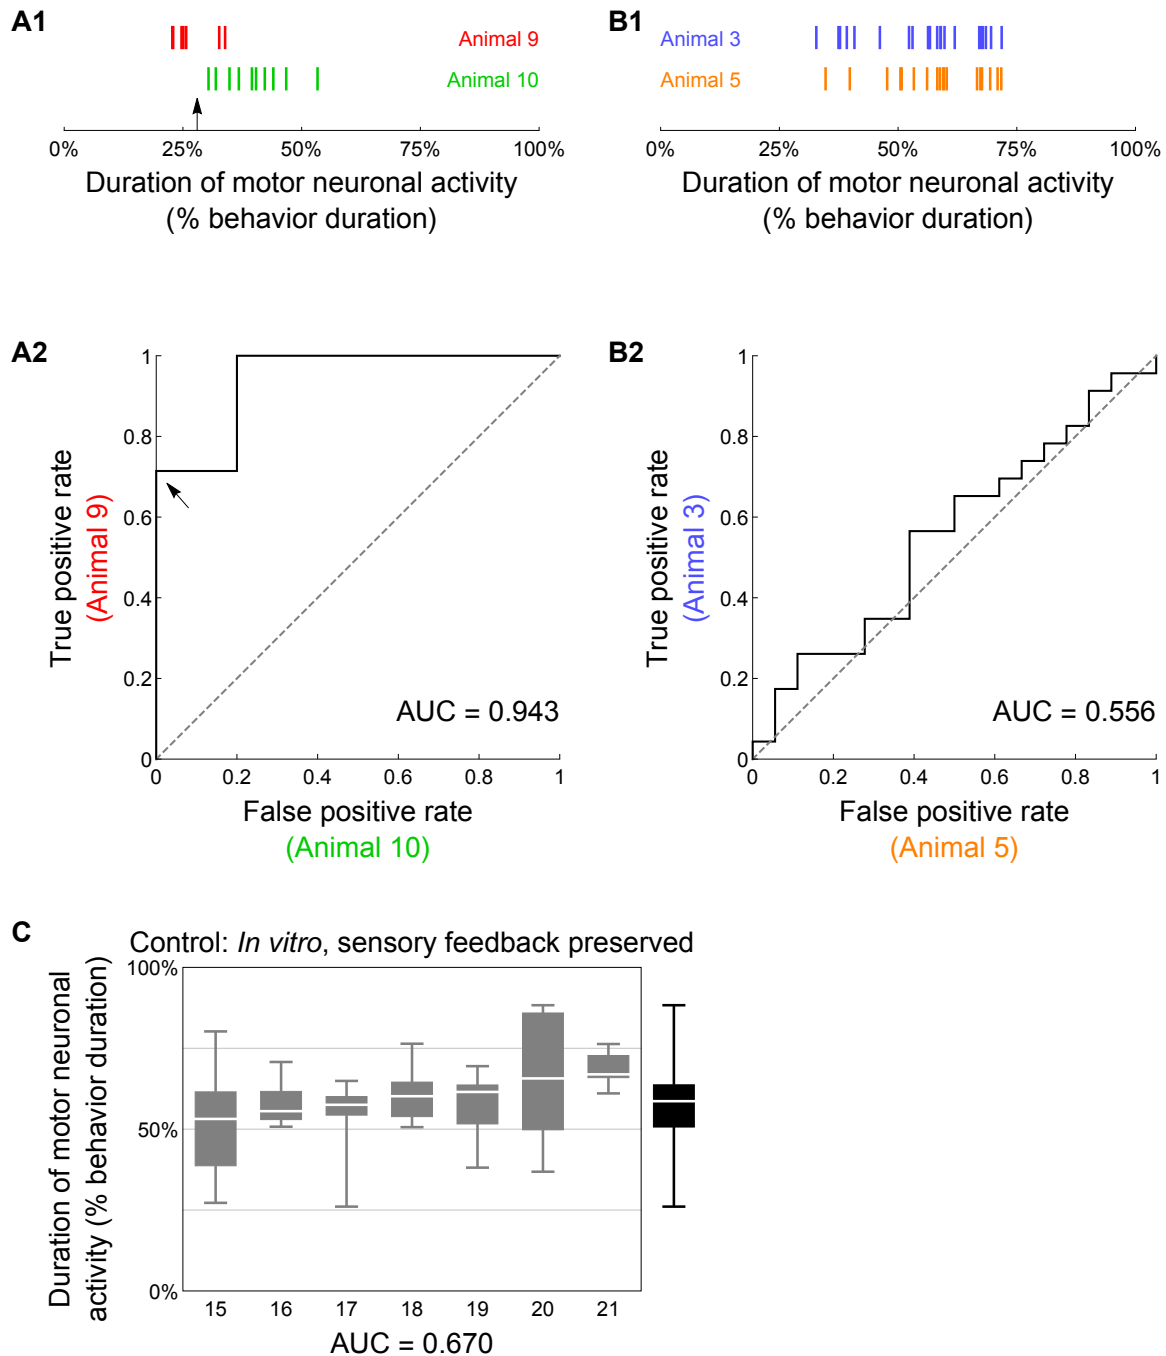 A1
Animal 9
Animal 10
0% 25% 50% 75% 100%
Duration of motor neuronal activity
(% behavior duration)
B1
Animal 3
Animal 5
0% 25% 50% 75% 100%
Duration of motor neuronal activity
(% behavior duration)
A2
True positive rate
(Animal 9)
1
0.8
0.6
0.4
0.2
0
AUC = 0.943
0 0.2 0.4 0.6 0.8 1
False positive rate
(Animal 10)
B2
True positive rate
(Animal 3)
1
0.8
0.6
0.4
0.2
0
AUC = 0.556
0 0.2 0.4 0.6 0.8 1
False positive rate
(Animal 5)
C
Control: In vitro, sensory feedback preserved
Duration of motor neuronal
activity (% behavior duration)
100%
50%
0%
15 16 17 18 19 20 21
AUC = 0.670